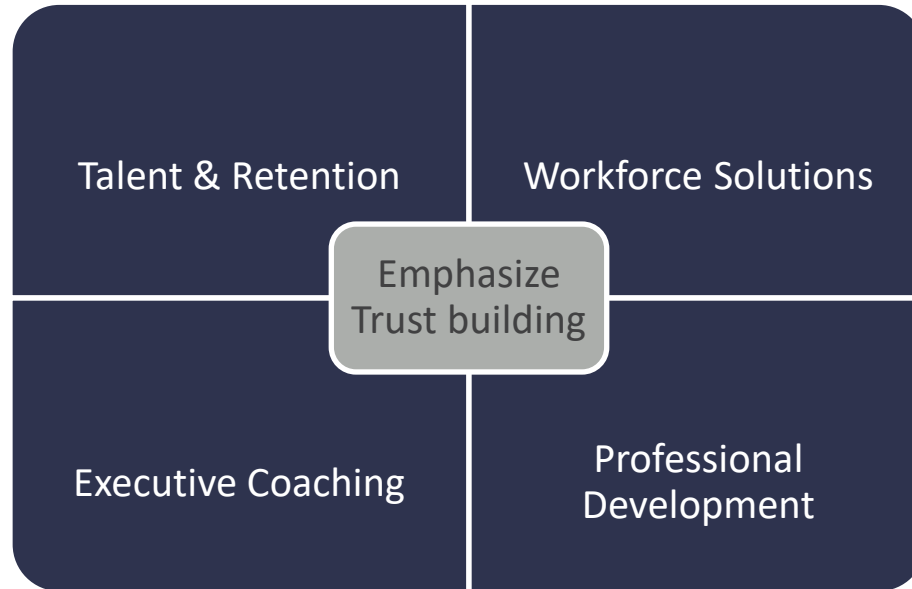 Talent & Retention
Workforce Solutions
Emphasize
Trust building
Executive Coaching
Professional
Development